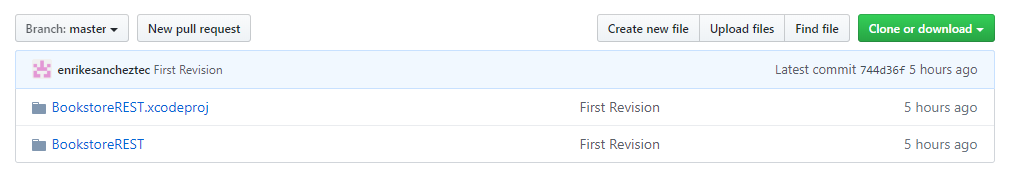 Branch: master New pull request Create new file Upload files Find file Clone or download
enrikesancheztec First Revision Latest commit 744d36f 5 hours ago
BookstoreREST.xcodeproj First Revision 5 hours ago
BookstoreREST First Revision 5 hours ago